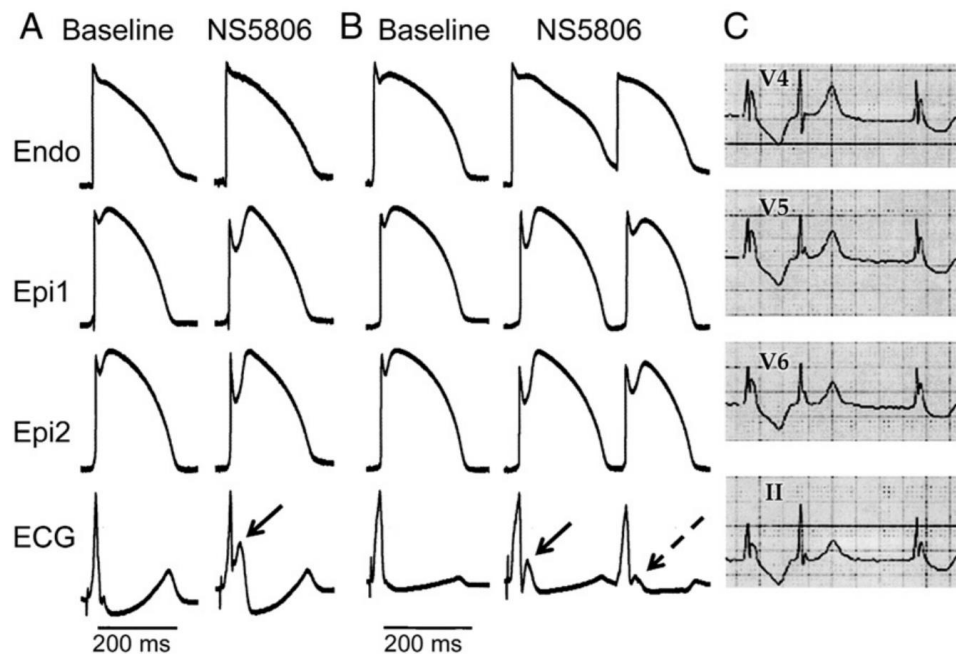 A Baseline NS5806 B Baseline NS5806 C
Endo
Epi1
Epi2
ECG
200 ms 200 ms
V4
V5
V6
II